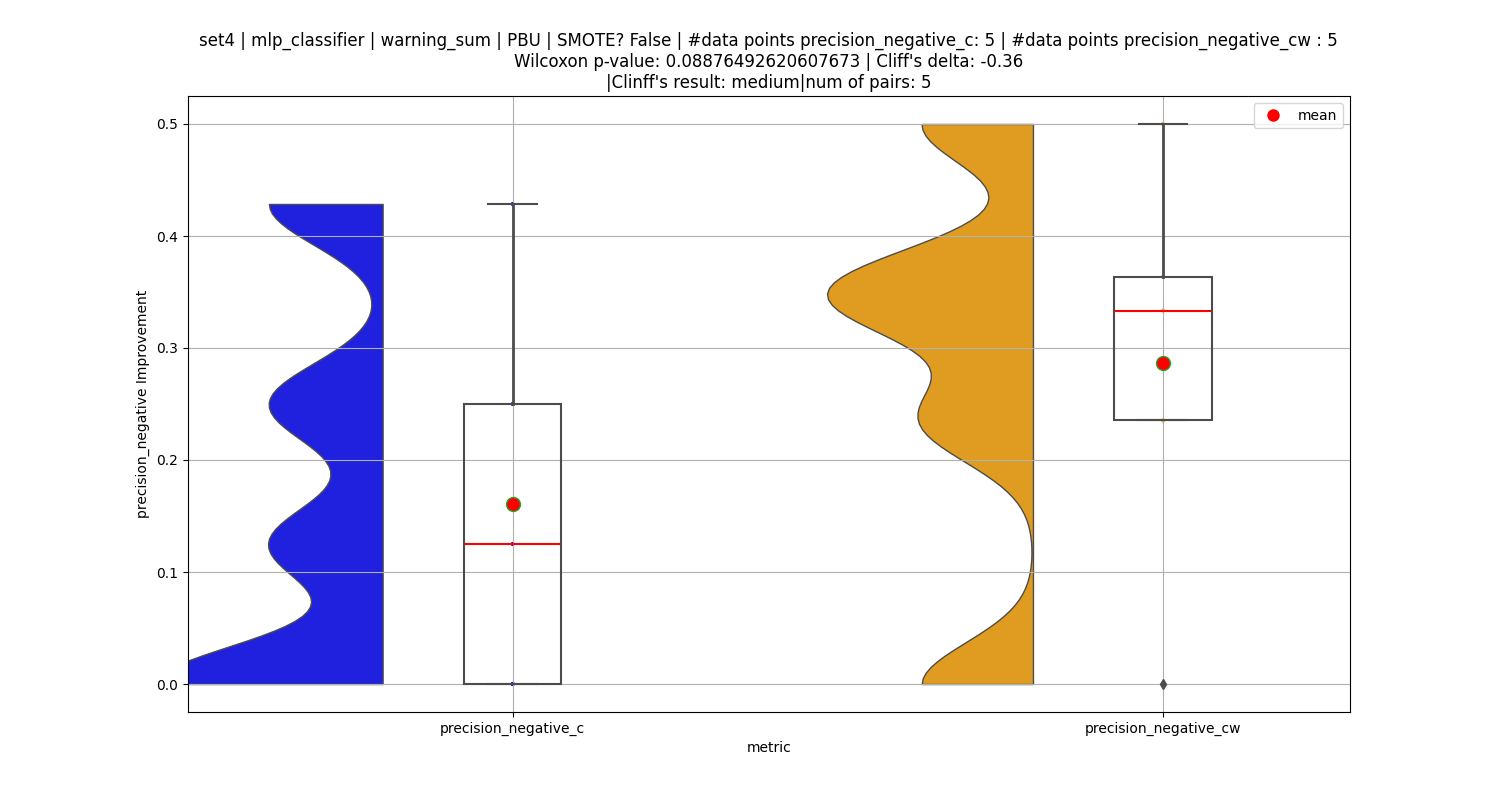 set4 | mlp_classifier | warning_sum | PBU | SMOTE? False | #data points precision_negative_c: 5 | #data points precision_negative_cw : 5
Wilcoxon p-value: 0.08876492620607673 | Cliff's delta: -0.36
|Clinff's result: medium|num of pairs: 5
mean
0.5
0.4
0.3
0.2
0.1
0.0
precision_negative Improvement
precision_negative_c
precision_negative_cw
metric